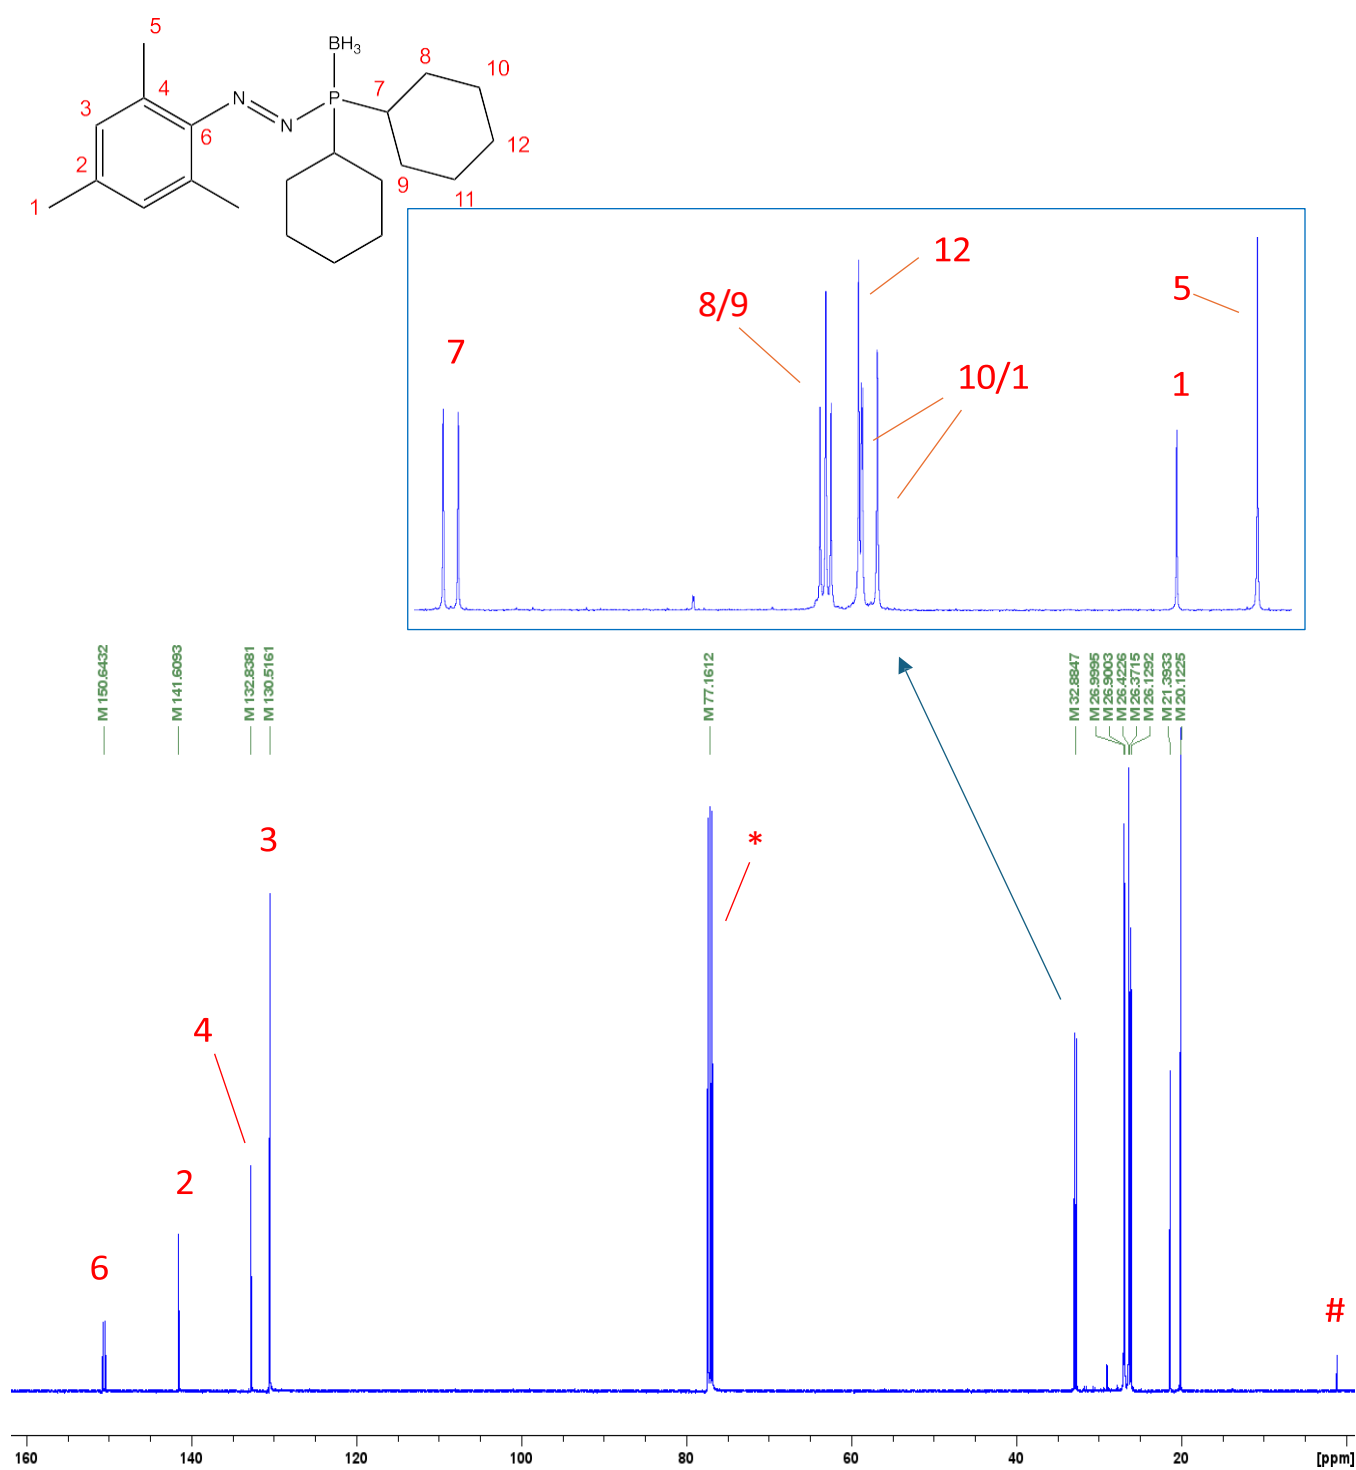 5
BH₃
8
10
4
7
3
N
P
N
6
12
2
9
1
11
12
8/9
5
7
10/1
1
M 150.6432
M 141.6093
M 132.8381
M 130.5161
M 77.1612
M 32.8847
M 26.9995
M 26.9003
M 26.4226
M 26.3715
M 26.1292
M 21.3933
M 20.1225
3
*
4
2
6
#
160 140 120 100 80 60 40 20 [ppm]